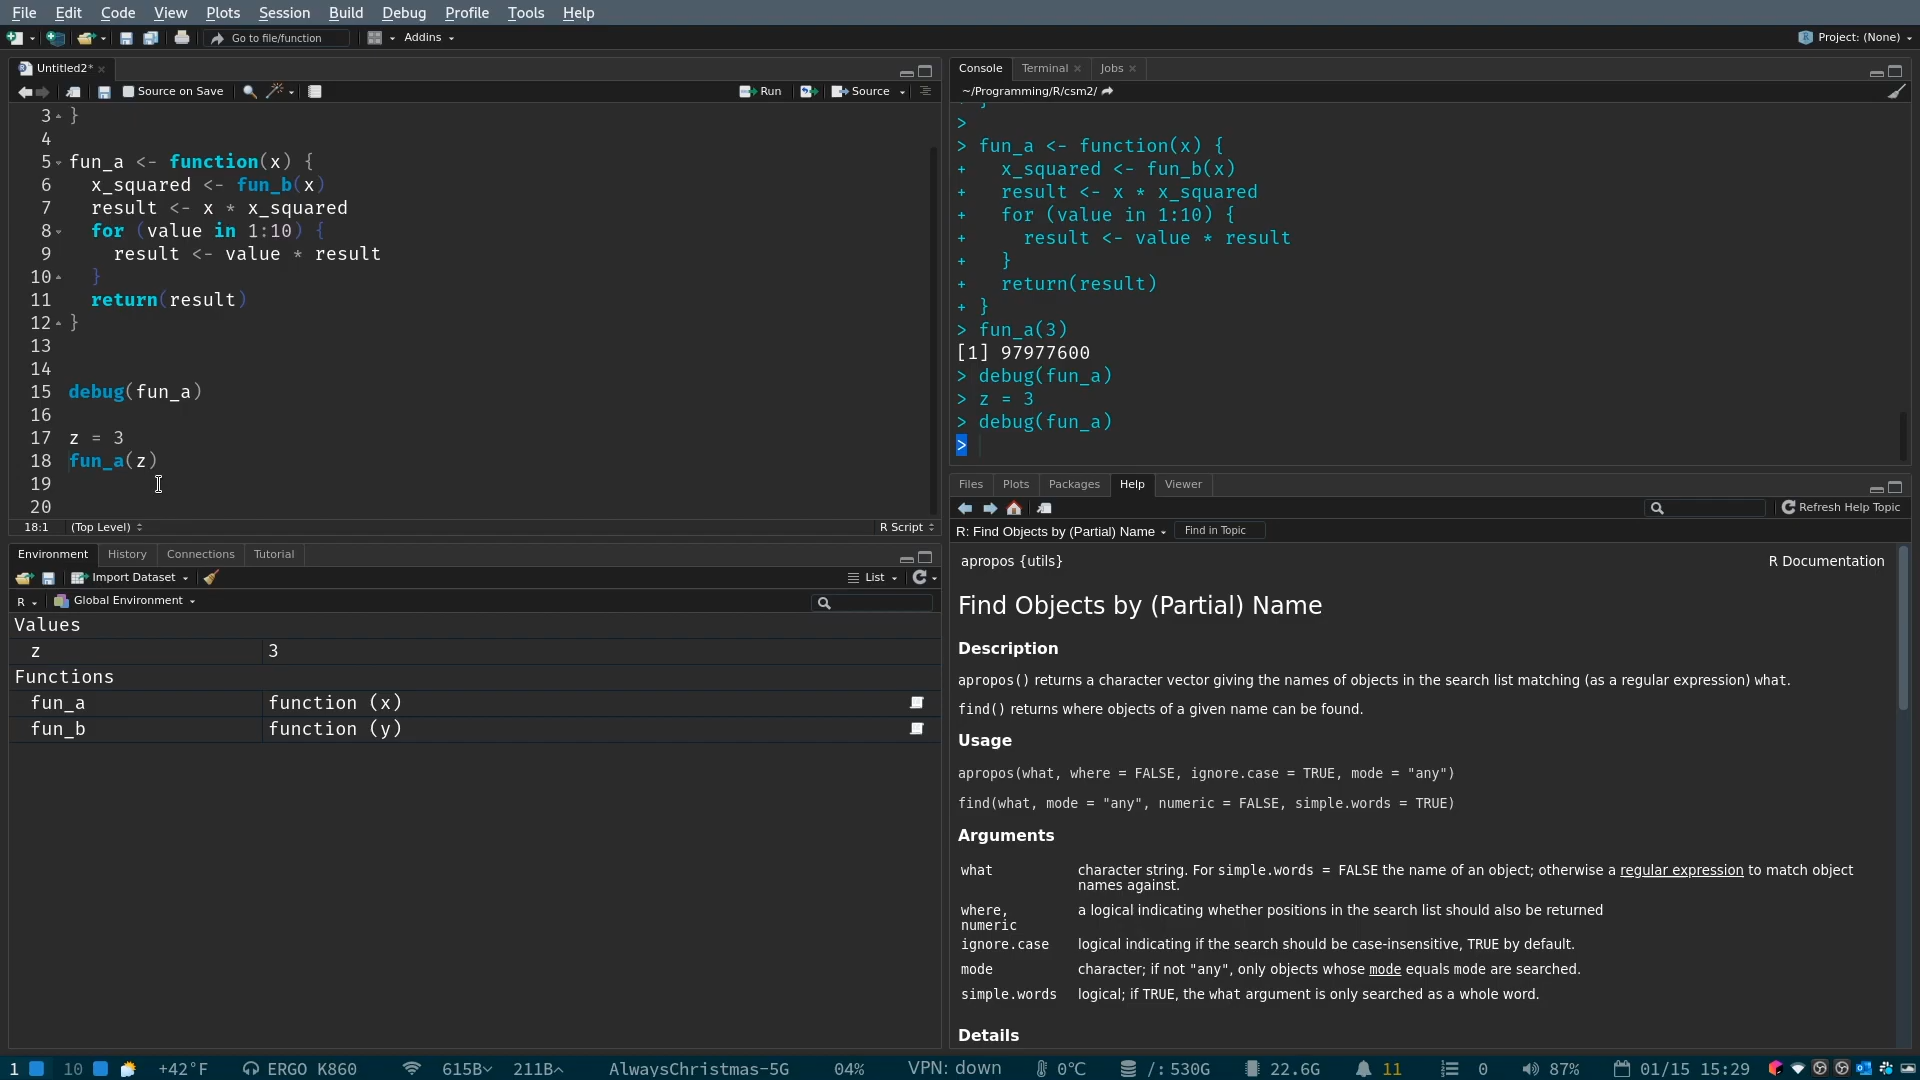 File Edit Code View Plots Session Build Debug Profile Tools Help
Go to file/function Addins Project: (None)
Untitled2*
Source on Save Run Source
3 }
4
5 fun_a <- function(x) {
6 x_squared <- fun_b(x)
7 result <- x * x_squared
8 for (value in 1:10) {
9 result <- value * result
10 }
11 return(result)
12 }
13
14
15 debug(fun_a)
16
17 z = 3
18 fun_a(z)
19
20
18:1 (Top Level) R Script
Environment History Connections Tutorial
Import Dataset List
R Global Environment
Values
z 3
Functions
fun_a function (x)
fun_b function (y)
Console Terminal Jobs
~/Programming/R/csm2/
>
> fun_a <- function(x) {
+ x_squared <- fun_b(x)
+ result <- x * x_squared
+ for (value in 1:10) {
+ result <- value * result
+ }
+ return(result)
+ }
> fun_a(3)
[1] 97977600
> debug(fun_a)
> z = 3
> debug(fun_a)
>
Files Plots Packages Help Viewer
Refresh Help Topic
R: Find Objects by (Partial) Name Find in Topic
apropos {utils} R Documentation
Find Objects by (Partial) Name
Description
apropos() returns a character vector giving the names of objects in the search list matching (as a regular expression) what.
find() returns where objects of a given name can be found.
Usage
apropos(what, where = FALSE, ignore.case = TRUE, mode = "any")
find(what, mode = "any", numeric = FALSE, simple.words = TRUE)
Arguments
what character string. For simple.words = FALSE the name of an object; otherwise a regular expression to match object
names against.
where, a logical indicating whether positions in the search list should also be returned
numeric
ignore.case logical indicating if the search should be case-insensitive, TRUE by default.
mode character; if not "any", only objects whose mode equals mode are searched.
simple.words logical; if TRUE, the what argument is only searched as a whole word.
Details
1 10 +42°F ERGO K860 615B 211B AlwaysChristmas-5G 04% VPN: down 0°C /: 530G 22.6G 11 0 87% 01/15 15:29